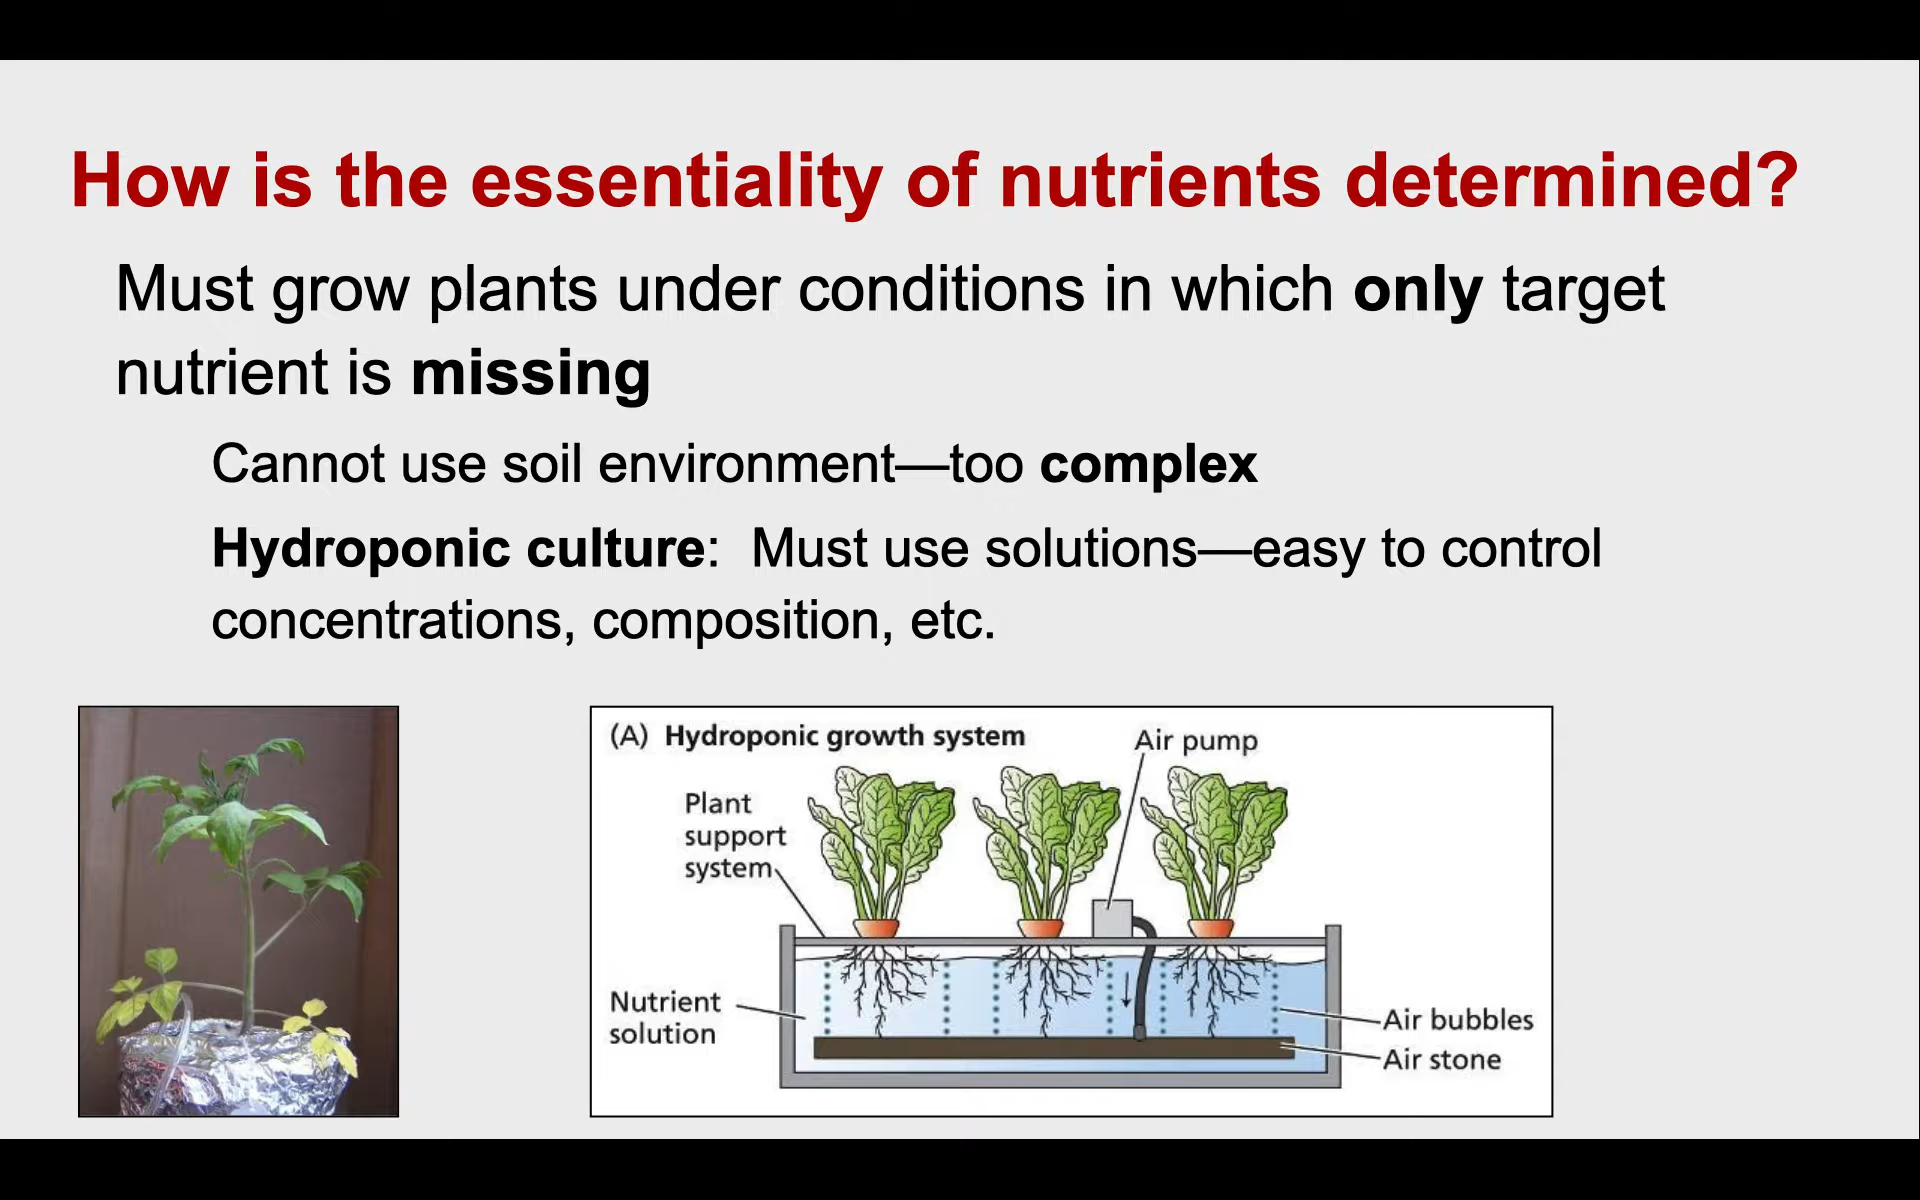 How is the essentiality of nutrients determined?
Must grow plants under conditions in which only target
nutrient is missing
Cannot use soil environment—too complex
Hydroponic culture:  Must use solutions—easy to control
concentrations, composition, etc.
(A) Hydroponic growth system
Air pump
Plant
support
system
Nutrient
solution
Air bubbles
Air stone